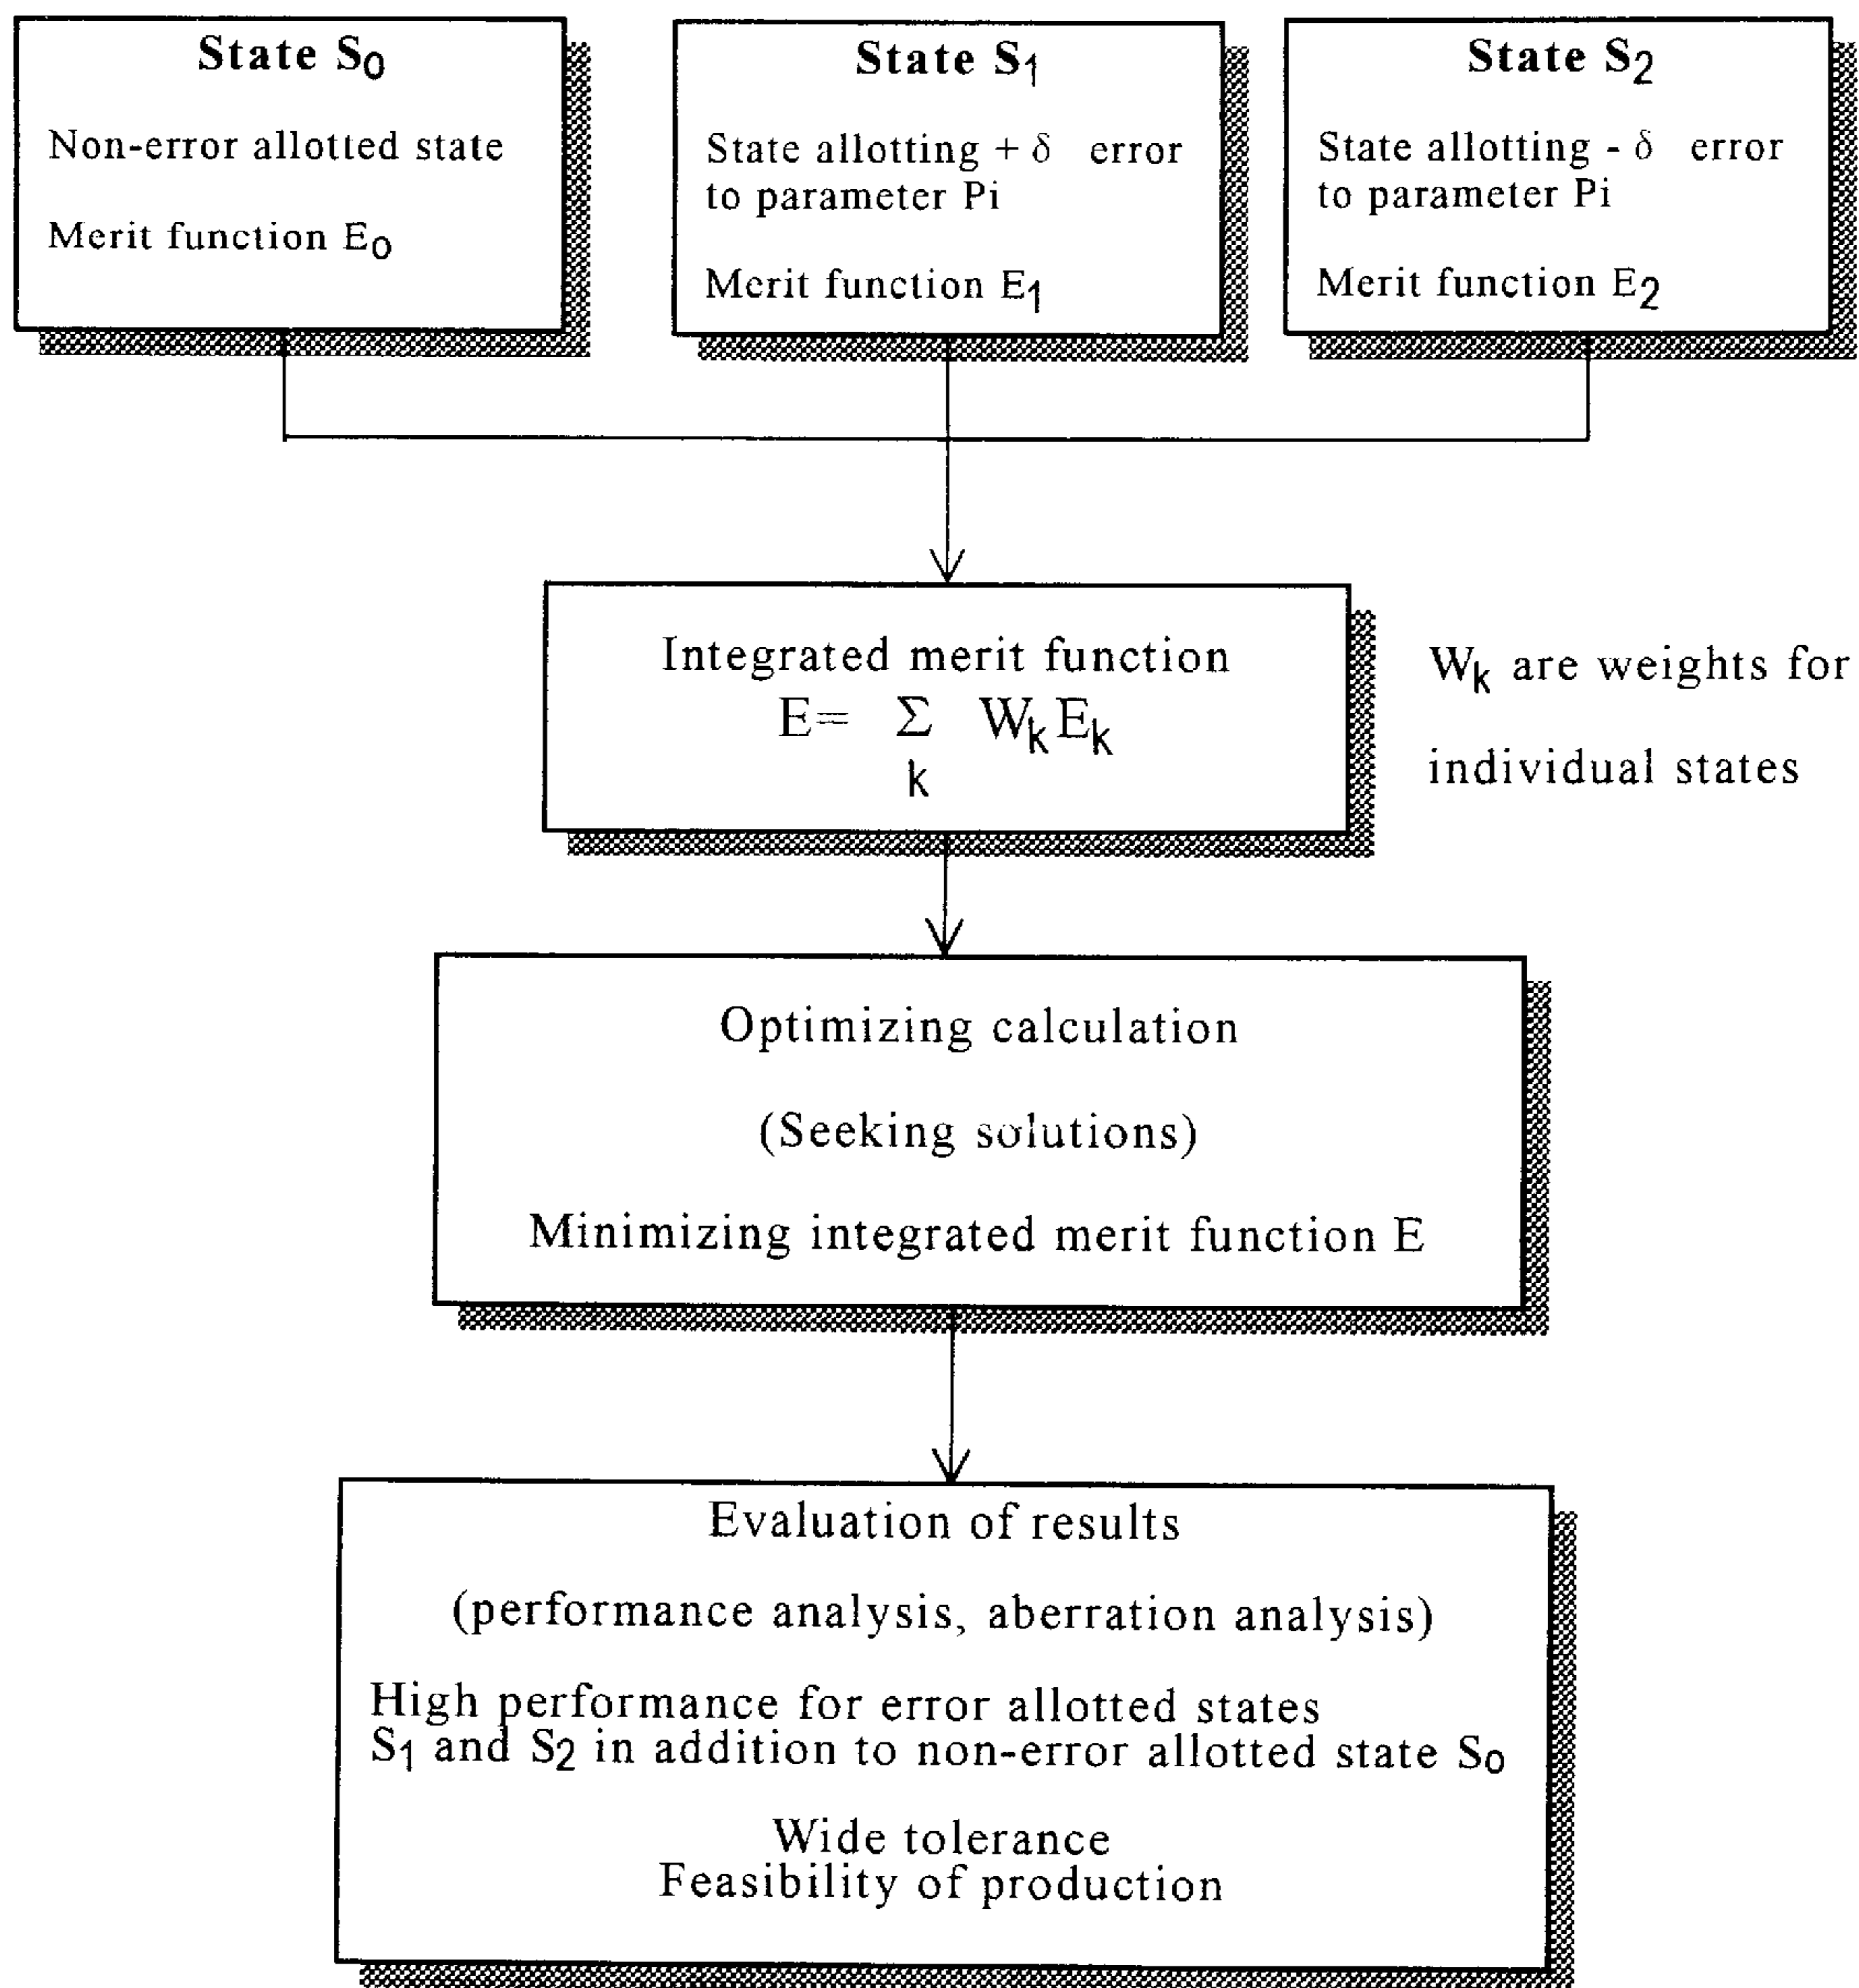 State S₀
Non-error allotted state
Merit function E₀
State S₁
State allotting + δ error
to parameter Pi
Merit function E₁
State S₂
State allotting - δ error
to parameter Pi
Merit function E₂
Integrated merit function
E= Σ WₖEₖ
k
Wₖ are weights for
individual states
Optimizing calculation
(Seeking solutions)
Minimizing integrated merit function E
Evaluation of results
(performance analysis, aberration analysis)
High performance for error allotted states
S₁ and S₂ in addition to non-error allotted state S₀
Wide tolerance
Feasibility of production